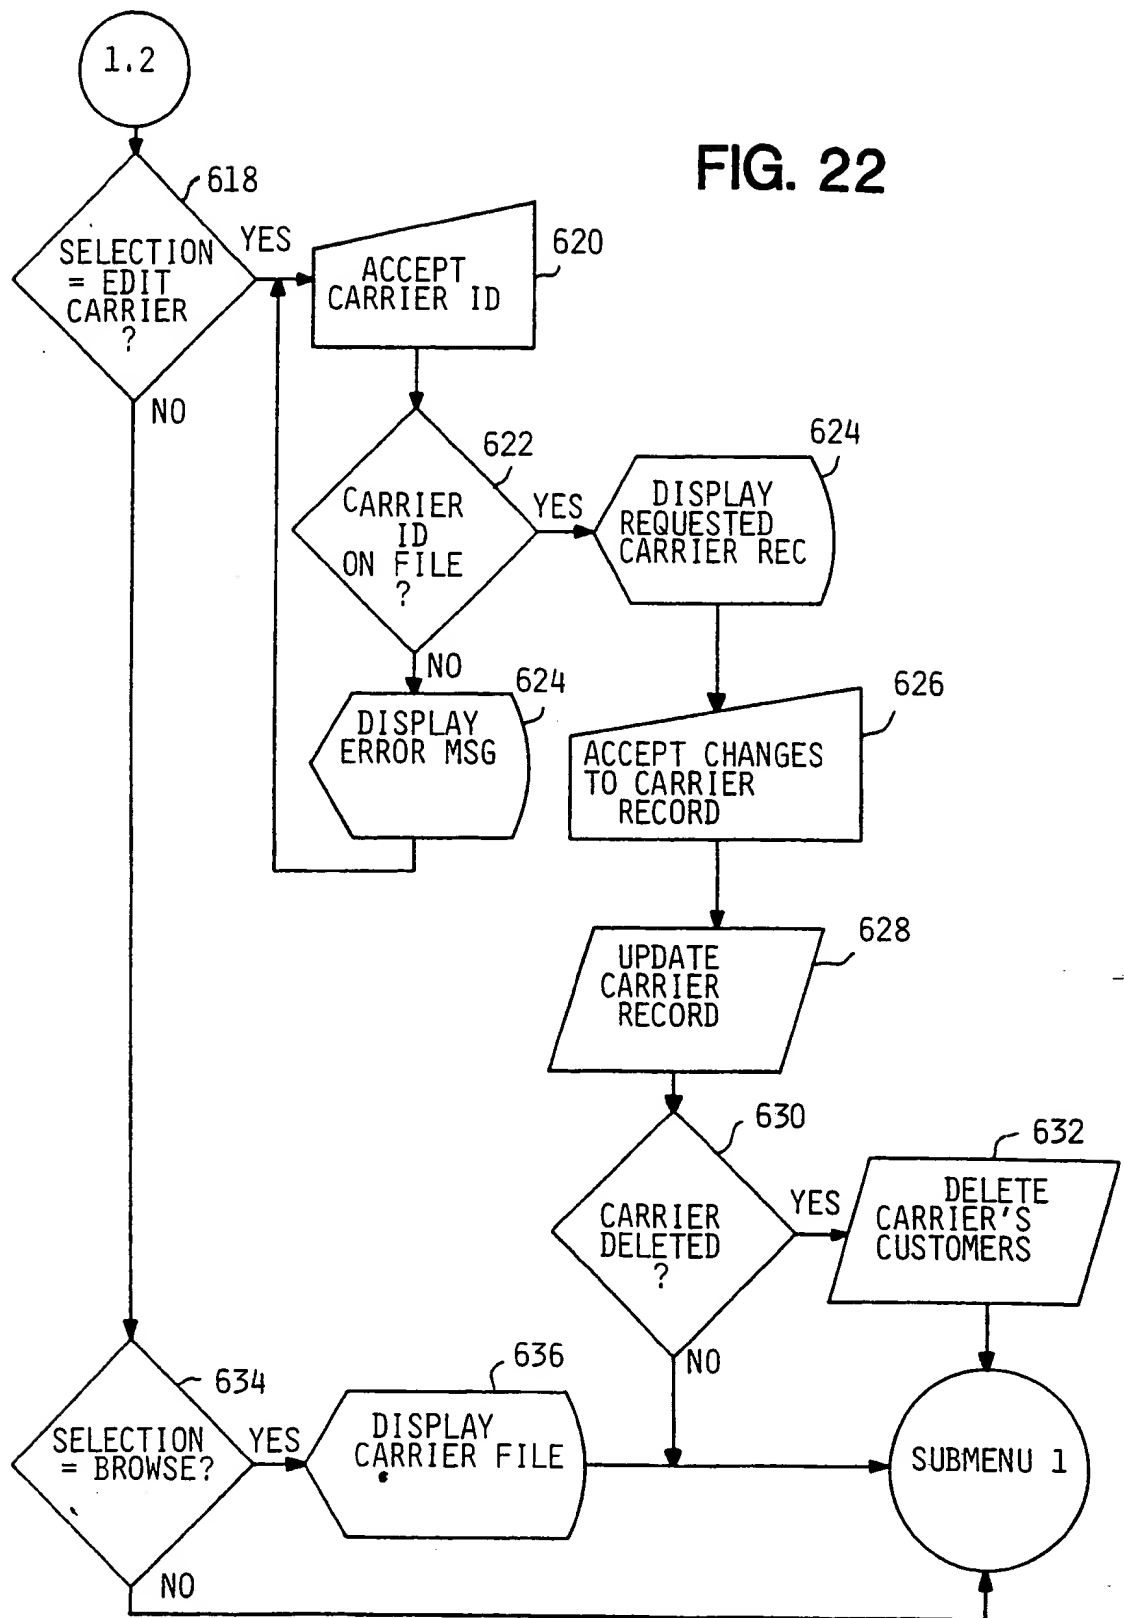 1.2
FIG. 22
618
SELECTION
= EDIT
CARRIER
?
YES
NO
620
ACCEPT
CARRIER ID
622
CARRIER
ID
ON FILE
?
YES
NO
624
DISPLAY
REQUESTED
CARRIER REC
624
DISPLAY
ERROR MSG
626
ACCEPT CHANGES
TO CARRIER
RECORD
628
UPDATE
CARRIER
RECORD
630
CARRIER
DELETED
?
YES
NO
632
DELETE
CARRIER'S
CUSTOMERS
634
SELECTION
= BROWSE?
YES
NO
636
DISPLAY
CARRIER FILE
SUBMENU 1